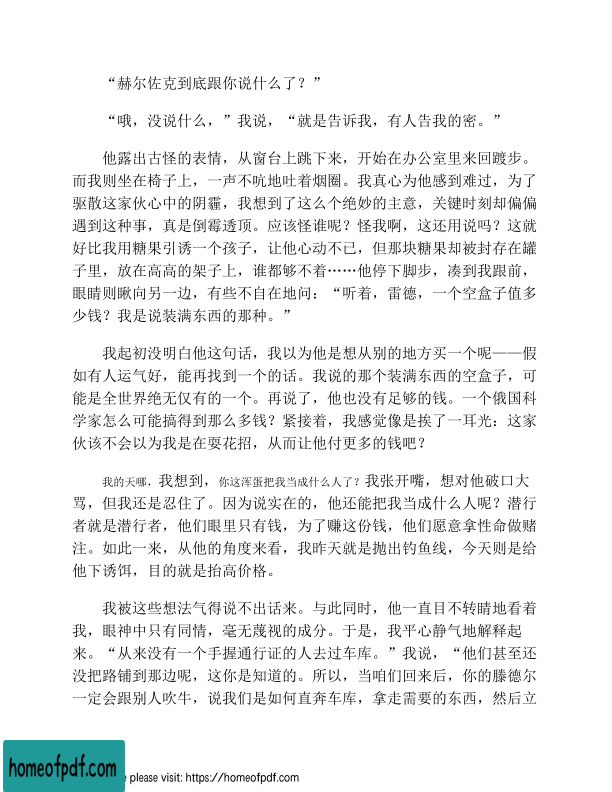 “赫尔佐克到底跟你说什么了？”
“哦，没说什么，”我说，“就是告诉我，有人告我的密。”
他露出古怪的表情，从窗台上跳下来，开始在办公室里来回踱步。
而我则坐在椅子上，一声不吭地吐着烟圈。我真心为他感到难过，为了
驱散这家伙心中的阴霾，我想到了这么个绝妙的主意，关键时刻却偏偏
遇到这种事，真是倒霉透顶。应该怪谁呢？怪我啊，这还用说吗？这就
好比我用糖果引诱一个孩子，让他心动不已，但那块糖果却被封存在罐
子里，放在高高的架子上，谁都够不着……他停下脚步，凑到我跟前，
眼睛则瞅向另一边，有些不自在地问：“听着，雷德，一个空盒子值多
少钱？我是说装满东西的那种。”
我起初没明白他这句话，我以为他是想从别的地方买一个呢——假
如有人运气好，能再找到一个的话。我说的那个装满东西的空盒子，可
能是全世界绝无仅有的一个。再说了，他也没有足够的钱。一个俄国科
学家怎么可能搞得到那么多钱？紧接着，我感觉像是挨了一耳光：这家
伙该不会以为我是在耍花招，从而让他付更多的钱吧？
我的天哪，我想到，你这浑蛋把我当成什么人了？我张开嘴，想对他破口大
骂，但我还是忍住了。因为说实在的，他还能把我当成什么人呢？潜行
者就是潜行者，他们眼里只有钱，为了赚这份钱，他们愿意拿性命做赌
注。如此一来，从他的角度来看，我昨天就是抛出钓鱼线，今天则是给
他下诱饵，目的就是抬高价格。
我被这些想法气得说不出话来。与此同时，他一直目不转睛地看着
我，眼神中只有同情，毫无蔑视的成分。于是，我平心静气地解释起
来。“从来没有一个手握通行证的人去过车库。”我说，“他们甚至还
没把路铺到那边呢，这你是知道的。所以，当咱们回来后，你的滕德尔
一定会跟别人吹牛，说我们是如何直奔车库，拿走需要的东西，然后立
homeofpdf.com
e please visit: https://homeofpdf.com